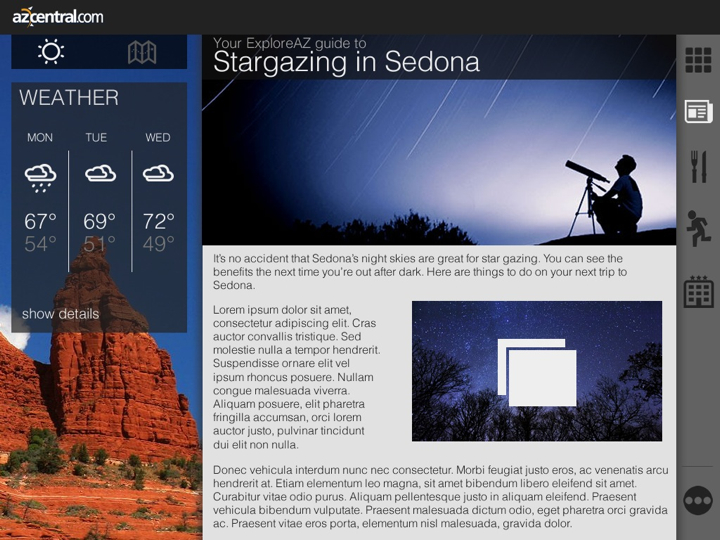 azcentral.com
WEATHER
MON TUE WED
67° 69° 72°
54° 51° 49°
show details
Your ExploreAZ guide to
Stargazing in Sedona
It's no accident that Sedona's night skies are great for star gazing. You can see the
benefits the next time you're out after dark. Here are things to do on your next trip to
Sedona.
Lorem ipsum dolor sit amet,
consectetur adipiscing elit. Cras
auctor convallis tristique. Sed
molestie nulla a tempor hendrerit.
Suspendisse ornare elit vel
ipsum rhoncus posuere. Nullam
congue malesuada viverra.
Aliquam posuere, elit pharetra
fringilla accumsan, orci lorem
auctor justo, pulvinar tincidunt
dui elit non nulla.
Donec vehicula interdum nunc nec consectetur. Morbi feugiat justo eros, ac venenatis arcu
hendrerit at. Etiam elementum leo magna, sit amet bibendum libero eleifend sit amet.
Curabitur vitae odio purus. Aliquam pellentesque justo in aliquam eleifend. Praesent
vehicula bibendum vulputate. Praesent malesuada dictum odio, eget pharetra orci gravida
ac. Praesent vitae eros porta, elementum nisl malesuada, gravida dolor.